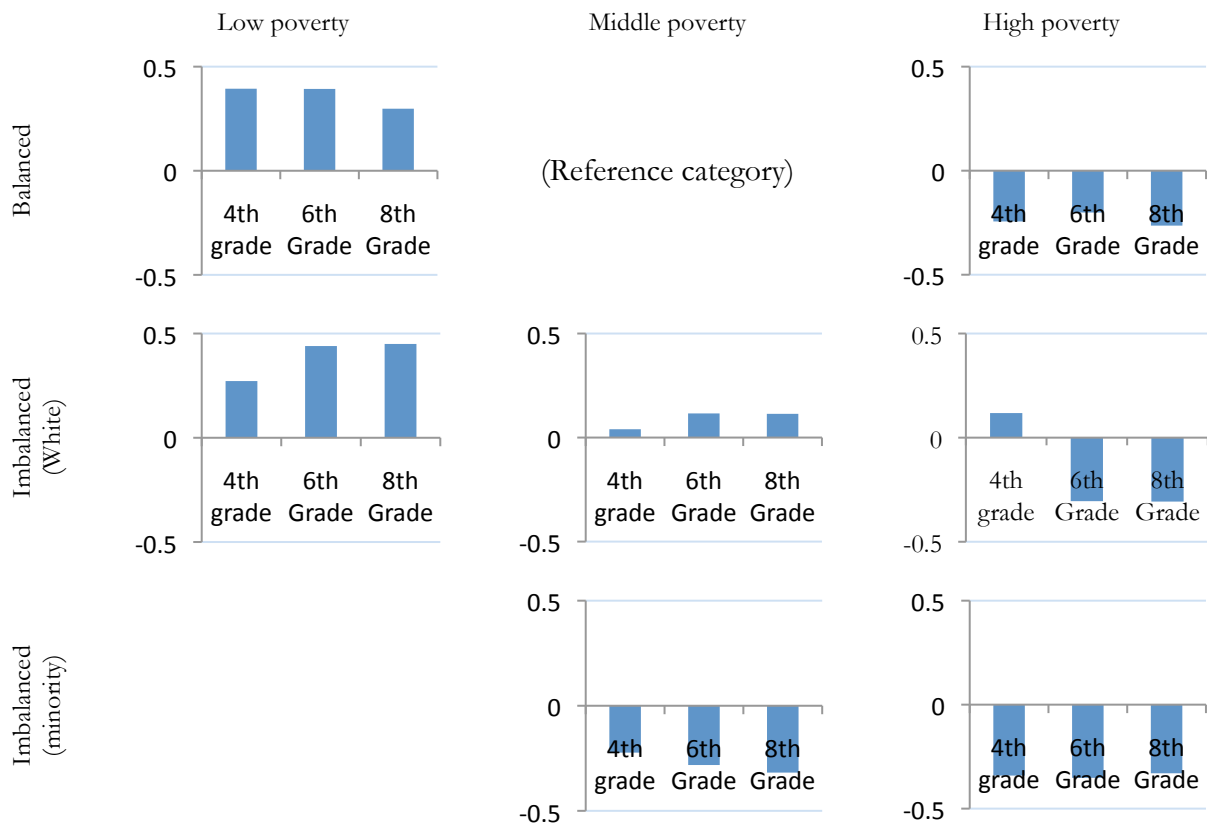 Low poverty
Middle poverty
High poverty
Balanced
0.5
0
-0.5
4th
grade
6th
Grade
8th
Grade
(Reference category)
0.5
0
-0.5
4th
grade
6th
Grade
8th
Grade
Imbalanced
(White)
0.5
0
-0.5
4th
grade
6th
Grade
8th
Grade
0.5
0
-0.5
4th
grade
6th
Grade
8th
Grade
0.5
0
-0.5
4th
grade
6th
Grade
8th
Grade
Imbalanced
(minority)
0.5
0
-0.5
4th
grade
6th
Grade
8th
Grade
0.5
0
-0.5
4th
grade
6th
Grade
8th
Grade